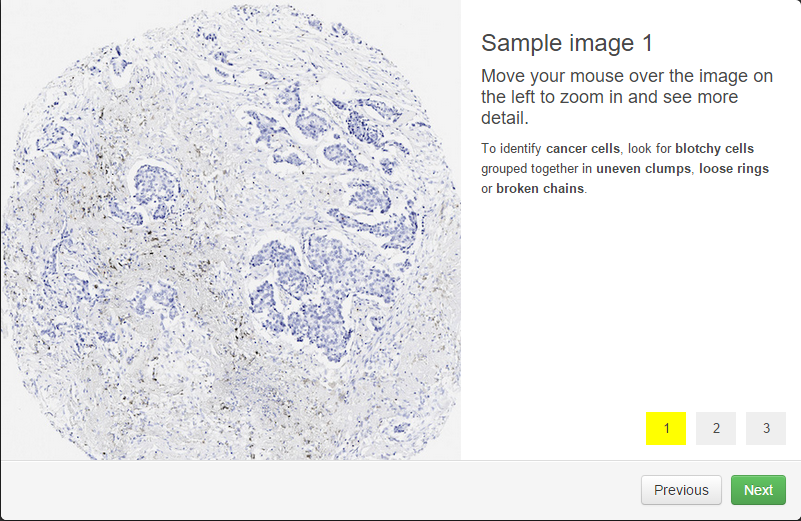 Sample image 1
Move your mouse over the image on
the left to zoom in and see more
detail.
To identify cancer cells, look for blotchy cells
grouped together in uneven clumps, loose rings
or broken chains.
1 2 3
Previous Next